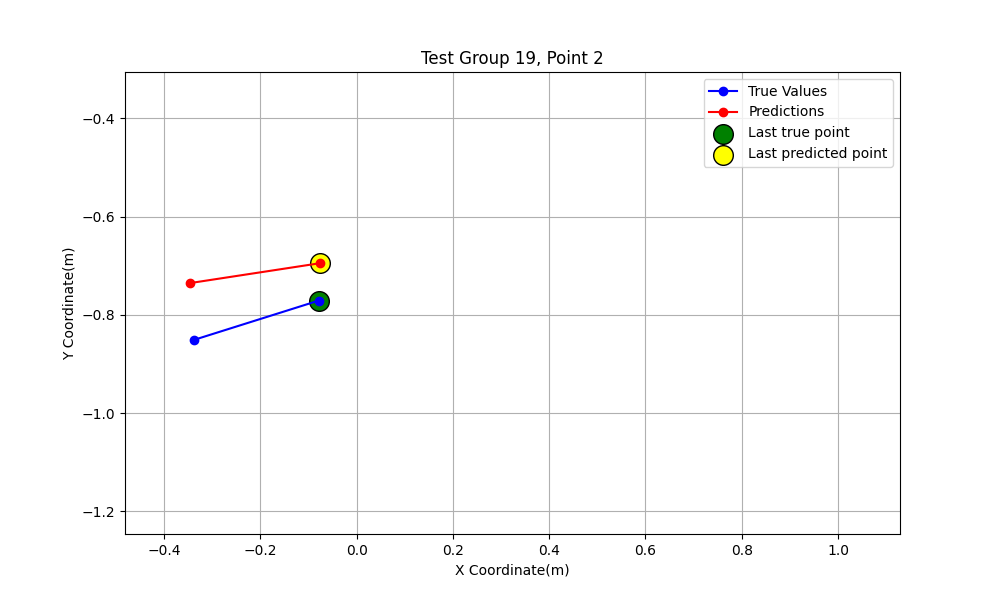 Test Group 19, Point 2
True Values
Predictions
Last true point
Last predicted point
−0.4
−0.6
−0.8
−1.0
−1.2
Y Coordinate(m)
−0.4 −0.2 0.0 0.2 0.4 0.6 0.8 1.0
X Coordinate(m)